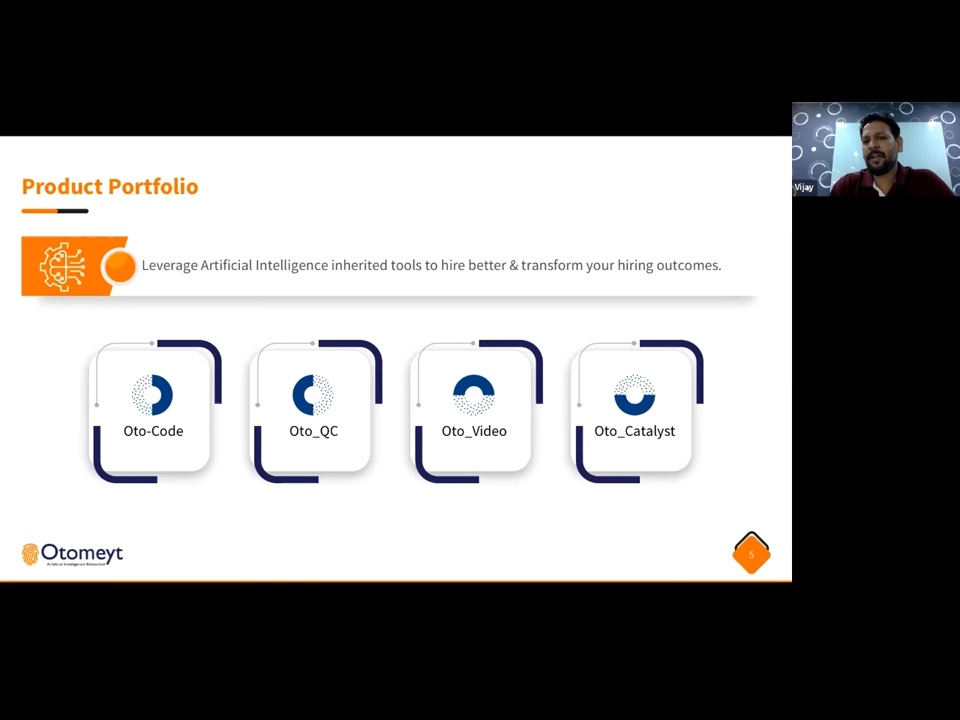 Product Portfolio
Leverage Artificial Intelligence inherited tools to hire better & transform your hiring outcomes.
Oto-Code
Oto_QC
Oto_Video
Oto_Catalyst
Otomeyt
5
Vijay